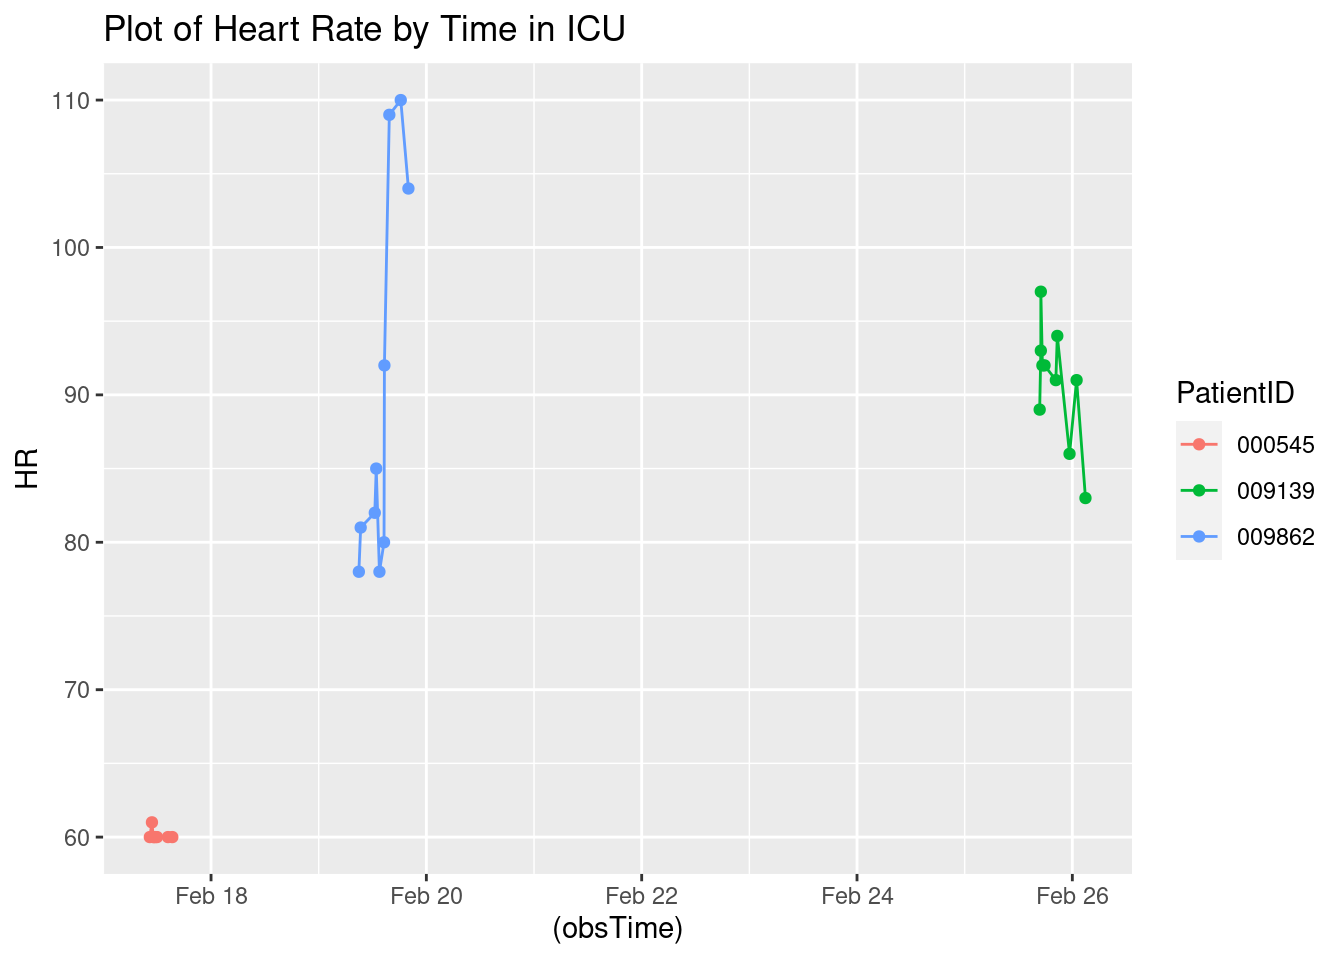 Plot of Heart Rate by Time in ICU
110
100
90
80
70
60
HR
Feb 18
Feb 20
Feb 22
Feb 24
Feb 26
(obsTime)
PatientID
000545
009139
009862